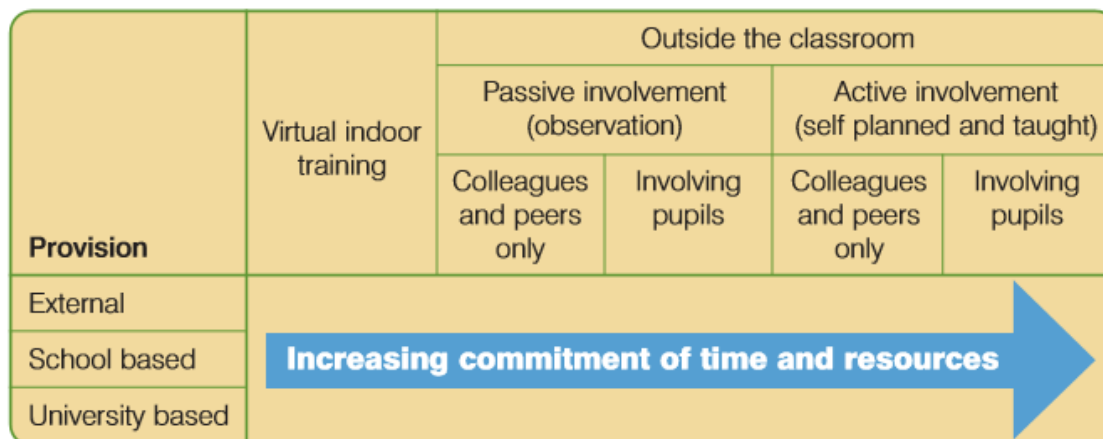 Outside the classroom
Passive involvement
(observation)
Active involvement
(self planned and taught)
Virtual indoor
training
Colleagues
and peers
only
Involving
pupils
Colleagues
and peers
only
Involving
pupils
Provision
External
School based
University based
Increasing commitment of time and resources